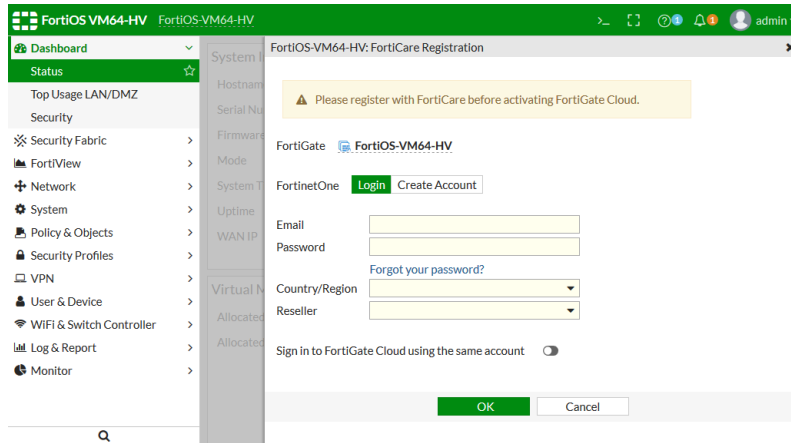 FortiOS VM64-HV FortiOS-VM64-HV 1 1 admin
Dashboard
Status
Top Usage LAN/DMZ
Security
Security Fabric
FortiView
Network
System
Policy & Objects
Security Profiles
VPN
User & Device
WiFi & Switch Controller
Log & Report
Monitor
System I
Hostnam
Serial Nu
Firmware
Mode
System T
Uptime
WAN IP
Virtual M
Allocated
Allocated
FortiOS-VM64-HV: FortiCare Registration
Please register with FortiCare before activating FortiGate Cloud.
FortiGate FortiOS-VM64-HV
FortinetOne Login Create Account
Email
Password
Forgot your password?
Country/Region
Reseller
Sign in to FortiGate Cloud using the same account
OK Cancel